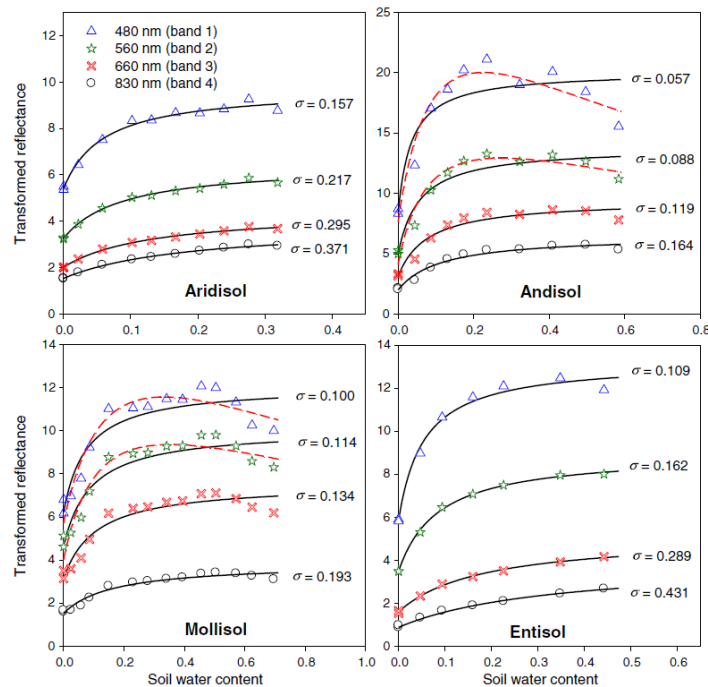 14
12
10
8
6
4
2
0
Transformed reflectance
480 nm (band 1)
560 nm (band 2)
660 nm (band 3)
830 nm (band 4)
σ = 0.157
σ = 0.217
σ = 0.295
σ = 0.371
Aridisol
0.0 0.1 0.2 0.3 0.4
25
20
15
10
5
0
σ = 0.057
σ = 0.088
σ = 0.119
σ = 0.164
Andisol
0.0 0.2 0.4 0.6 0.8
14
12
10
8
6
4
2
0
Transformed reflectance
σ = 0.100
σ = 0.114
σ = 0.134
σ = 0.193
Mollisol
0.0 0.2 0.4 0.6 0.8 1.0
Soil water content
14
12
10
8
6
4
2
0
σ = 0.109
σ = 0.162
σ = 0.289
σ = 0.431
Entisol
0.0 0.1 0.2 0.3 0.4 0.5 0.6
Soil water content